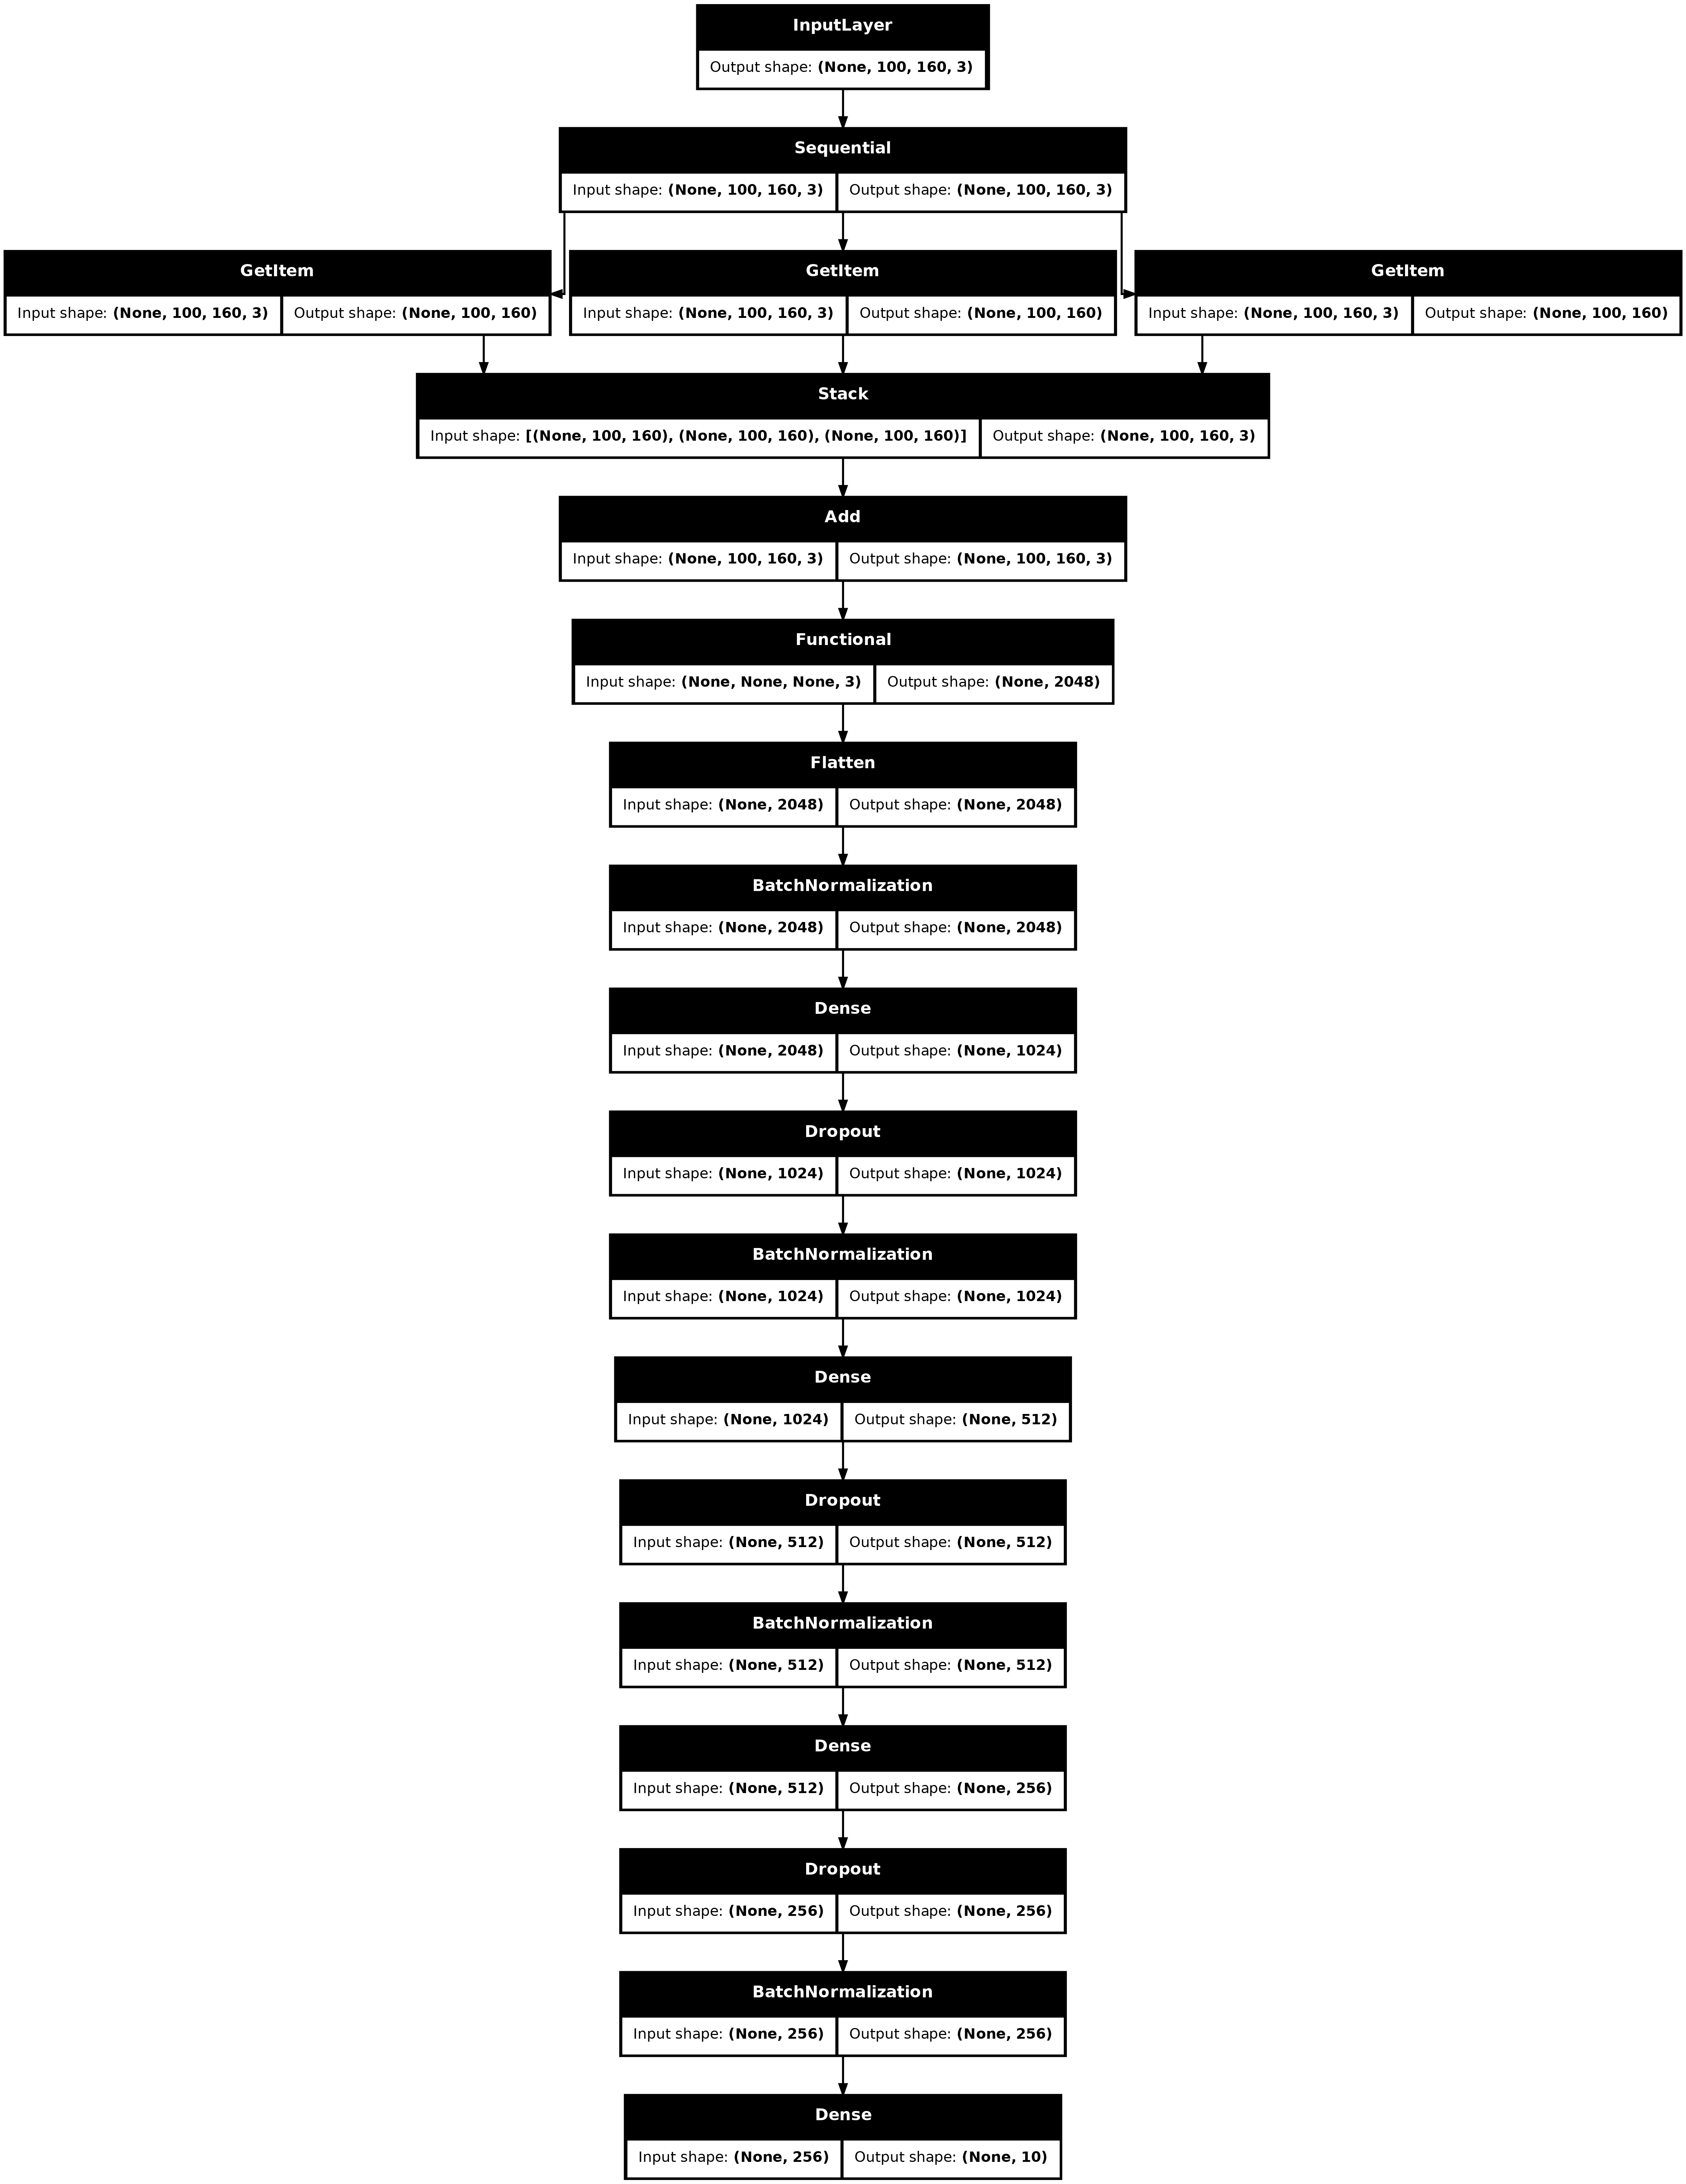 InputLayer
Output shape: (None, 100, 160, 3)
Sequential
Input shape: (None, 100, 160, 3) Output shape: (None, 100, 160, 3)
GetItem
Input shape: (None, 100, 160, 3) Output shape: (None, 100, 160)
GetItem
Input shape: (None, 100, 160, 3) Output shape: (None, 100, 160)
GetItem
Input shape: (None, 100, 160, 3) Output shape: (None, 100, 160)
Stack
Input shape: [(None, 100, 160), (None, 100, 160), (None, 100, 160)] Output shape: (None, 100, 160, 3)
Add
Input shape: (None, 100, 160, 3) Output shape: (None, 100, 160, 3)
Functional
Input shape: (None, None, None, 3) Output shape: (None, 2048)
Flatten
Input shape: (None, 2048) Output shape: (None, 2048)
BatchNormalization
Input shape: (None, 2048) Output shape: (None, 2048)
Dense
Input shape: (None, 2048) Output shape: (None, 1024)
Dropout
Input shape: (None, 1024) Output shape: (None, 1024)
BatchNormalization
Input shape: (None, 1024) Output shape: (None, 1024)
Dense
Input shape: (None, 1024) Output shape: (None, 512)
Dropout
Input shape: (None, 512) Output shape: (None, 512)
BatchNormalization
Input shape: (None, 512) Output shape: (None, 512)
Dense
Input shape: (None, 512) Output shape: (None, 256)
Dropout
Input shape: (None, 256) Output shape: (None, 256)
BatchNormalization
Input shape: (None, 256) Output shape: (None, 256)
Dense
Input shape: (None, 256) Output shape: (None, 10)